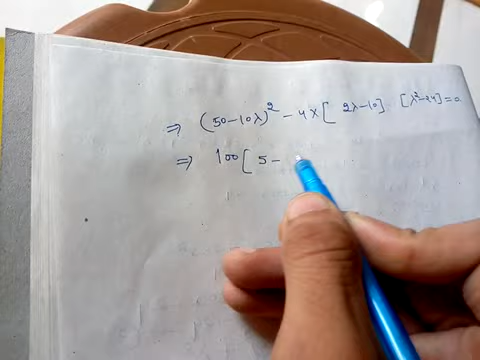 ⇒ (50-10λ)² - 4×[2λ-10] [λ²-24] = 0
⇒ 100[5-